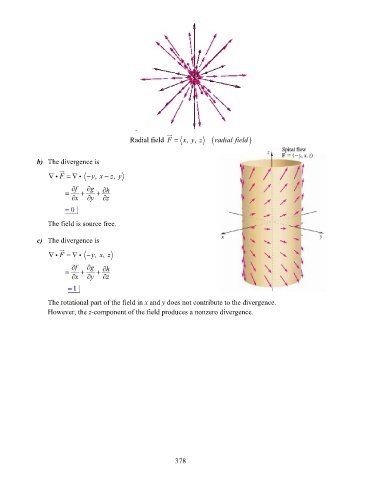 Radial field F⃗ = ⟨x, y, z⟩ (radial field)
Spiral flow
F = ⟨−y, x, z⟩
z
b) The divergence is
∇ • F⃗ = ∇ • ⟨−y, x − z, y⟩
= ∂f/∂x + ∂g/∂y + ∂h/∂z
= 0
The field is source free.
x y
c) The divergence is
∇ • F⃗ = ∇ • ⟨−y, x, z⟩
= ∂f/∂x + ∂g/∂y + ∂h/∂z
= 1
The rotational part of the field in x and y does not contribute to the divergence.
However, the z-component of the field produces a nonzero divergence.
378